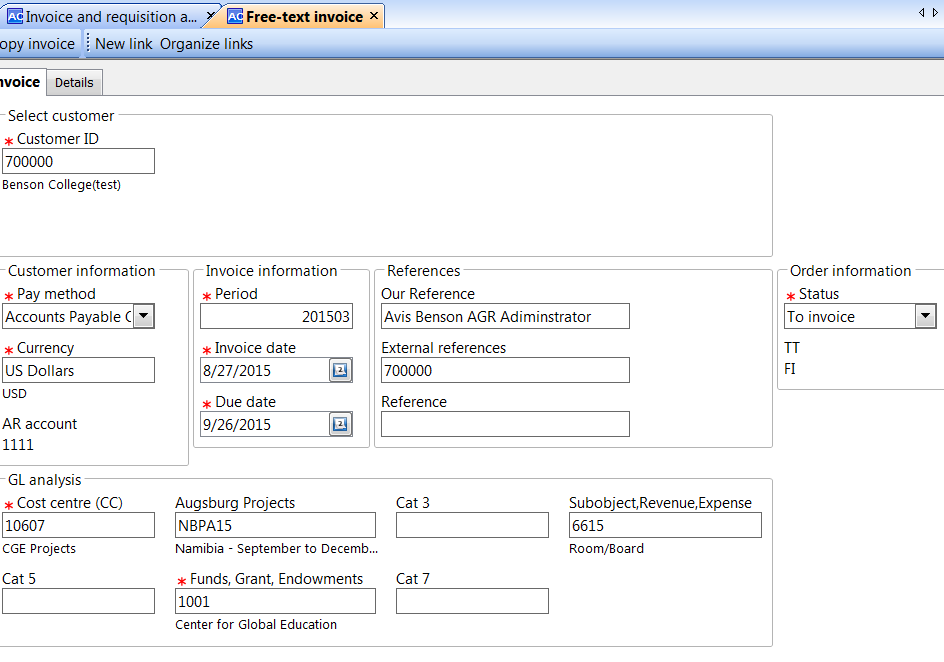 AC Invoice and requisition a... × AC Free-text invoice ×
opy invoice New link Organize links
nvoice Details
Select customer
* Customer ID
700000
Benson College(test)
Customer information Invoice information References Order information
* Pay method * Period Our Reference * Status
Accounts Payable C 201503 Avis Benson AGR Adiminstrator To invoice
* Currency * Invoice date External references TT
US Dollars 8/27/2015 700000 FI
USD * Due date Reference
AR account 9/26/2015
1111
GL analysis
* Cost centre (CC) Augsburg Projects Cat 3 Subobject,Revenue,Expense
10607 NBPA15 6615
CGE Projects Namibia - September to Decemb... Room/Board
Cat 5 * Funds, Grant, Endowments Cat 7
1001
Center for Global Education